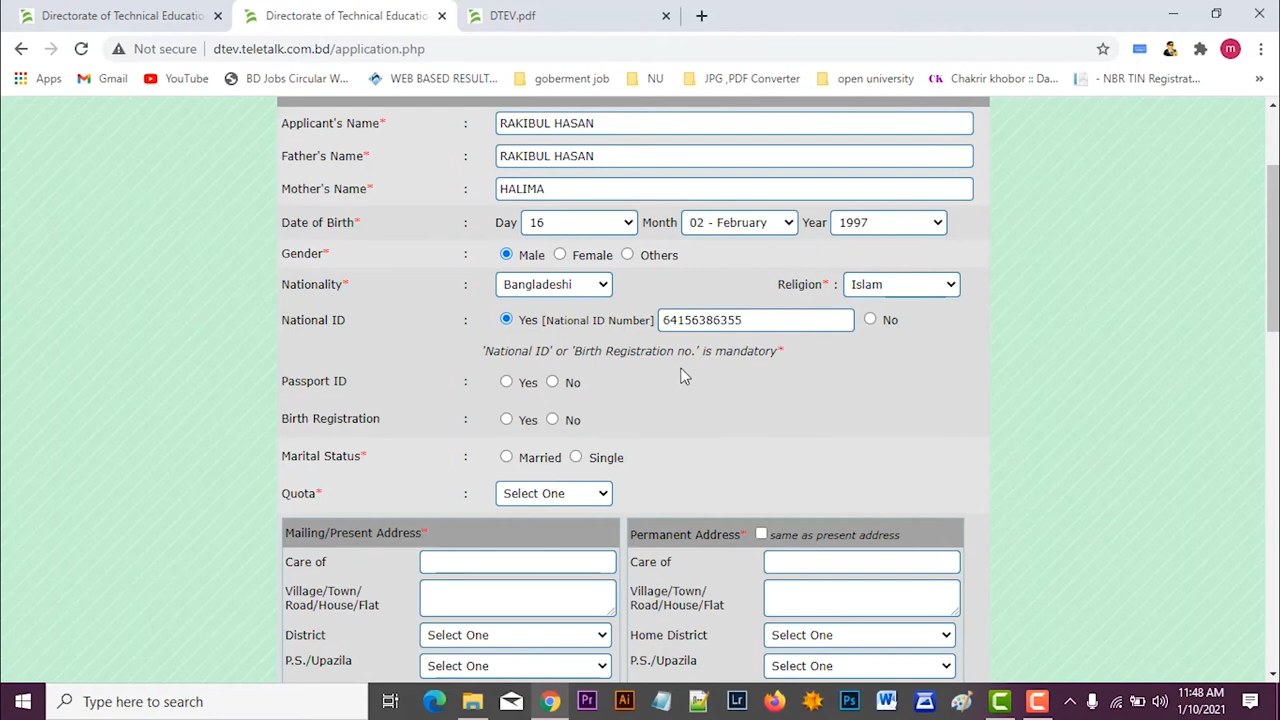 Directorate of Technical Educatio
Directorate of Technical Educatio
DTEV.pdf
Not secure
dtev.teletalk.com.bd/application.php
m
Apps
Gmail
YouTube
BD Jobs Circular W...
WEB BASED RESULT...
goberment job
NU
JPG ,PDF Converter
open university
CK
Chakrir khobor :: Da...
- NBR TIN Registrat...
»
Applicant's Name* : RAKIBUL HASAN
Father's Name* : RAKIBUL HASAN
Mother's Name* : HALIMA
Date of Birth* : Day 16 Month 02 - February Year 1997
Gender* : Male Female Others
Nationality* : Bangladeshi Religion* : Islam
National ID : Yes [National ID Number] 64156386355 No
'National ID' or 'Birth Registration no.' is mandatory*
Passport ID : Yes No
Birth Registration : Yes No
Marital Status* : Married Single
Quota* : Select One
Mailing/Present Address*
Permanent Address* same as present address
Care of
Care of
Village/Town/
Road/House/Flat
Village/Town/
Road/House/Flat
District Select One
Home District Select One
P.S./Upazila Select One
P.S./Upazila Select One
Type here to search
Pr
Ai
Lr
Ps
W
C
C
11:48 AM
1/10/2021